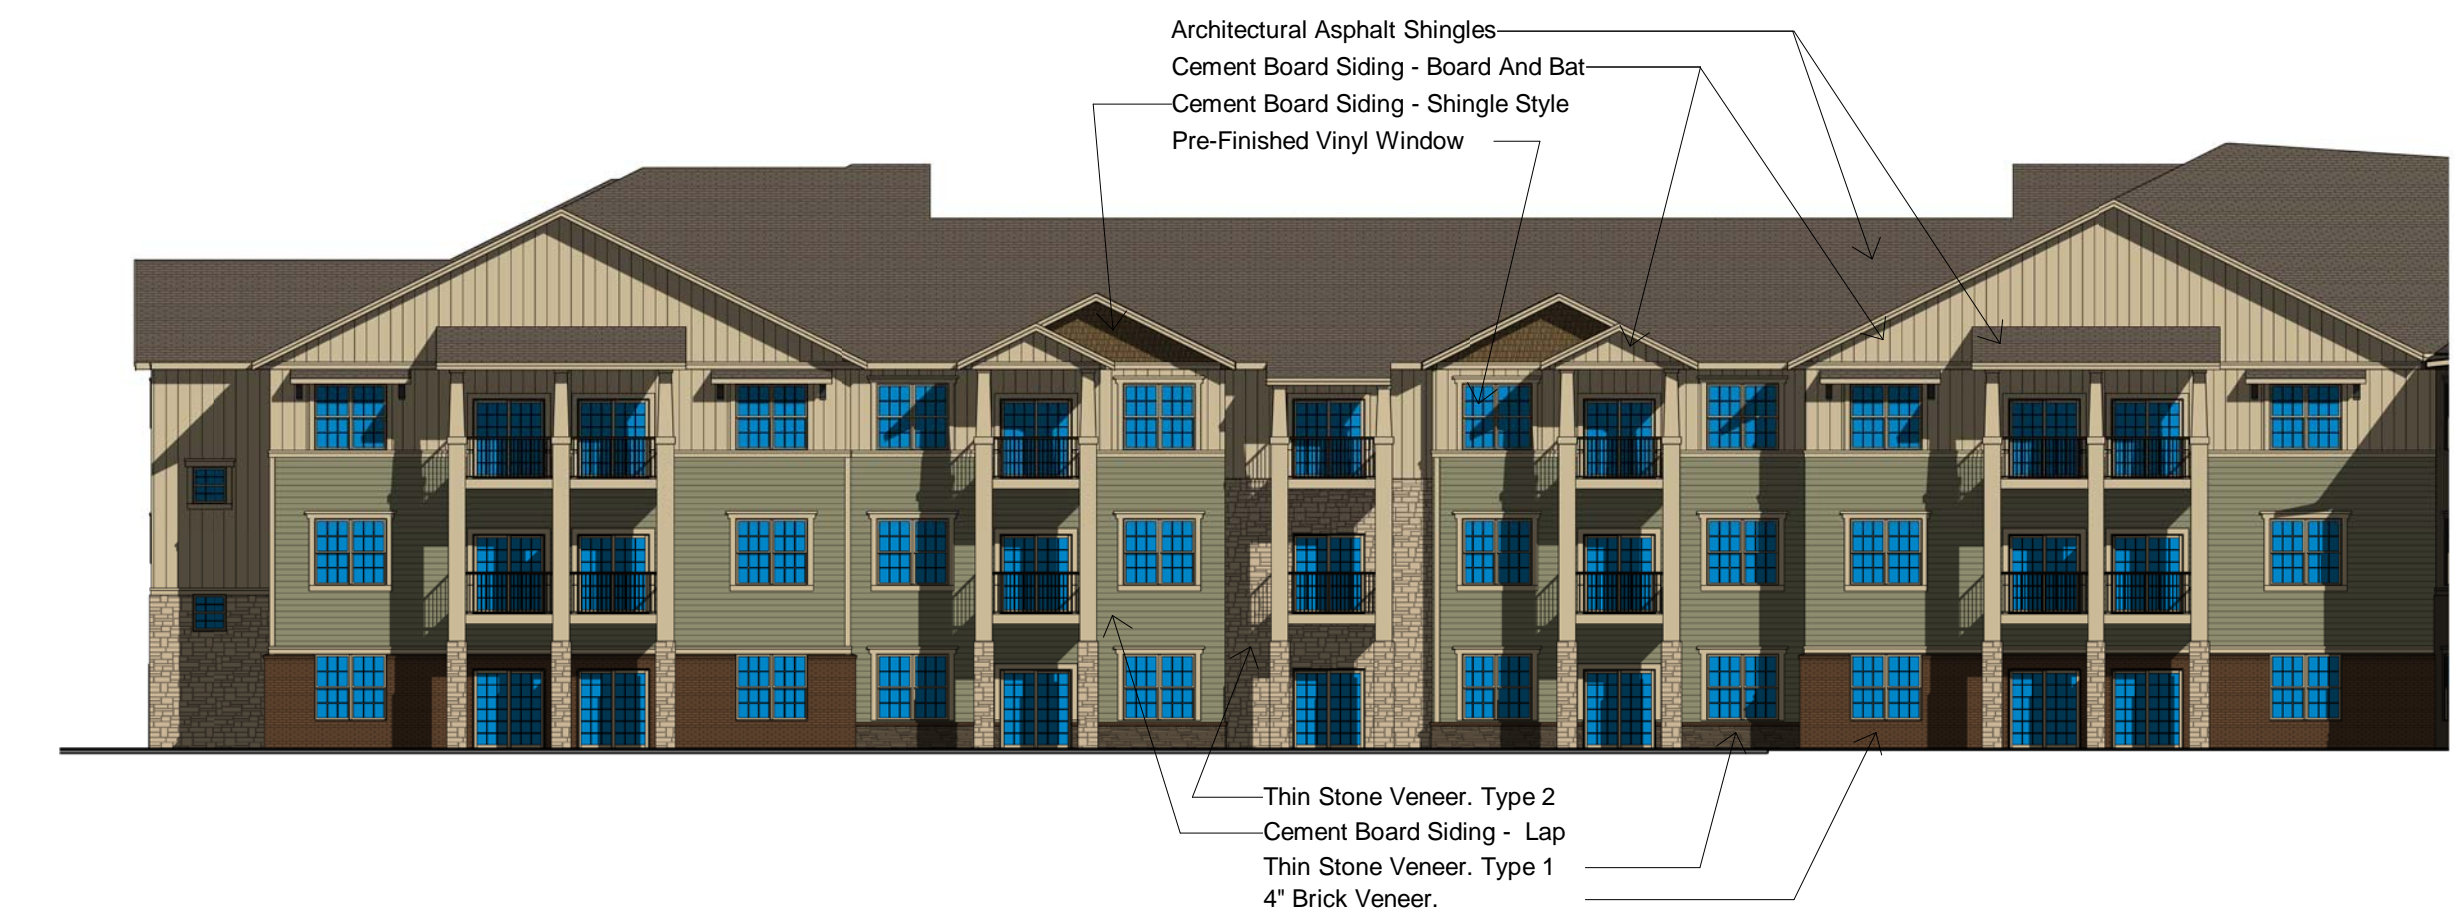 Architectural Asphalt Shingles
Cement Board Siding - Board And Bat
Cement Board Siding - Shingle Style
Pre-Finished Vinyl Window
Thin Stone Veneer. Type 2
Cement Board Siding - Lap
Thin Stone Veneer. Type 1
4" Brick Veneer.